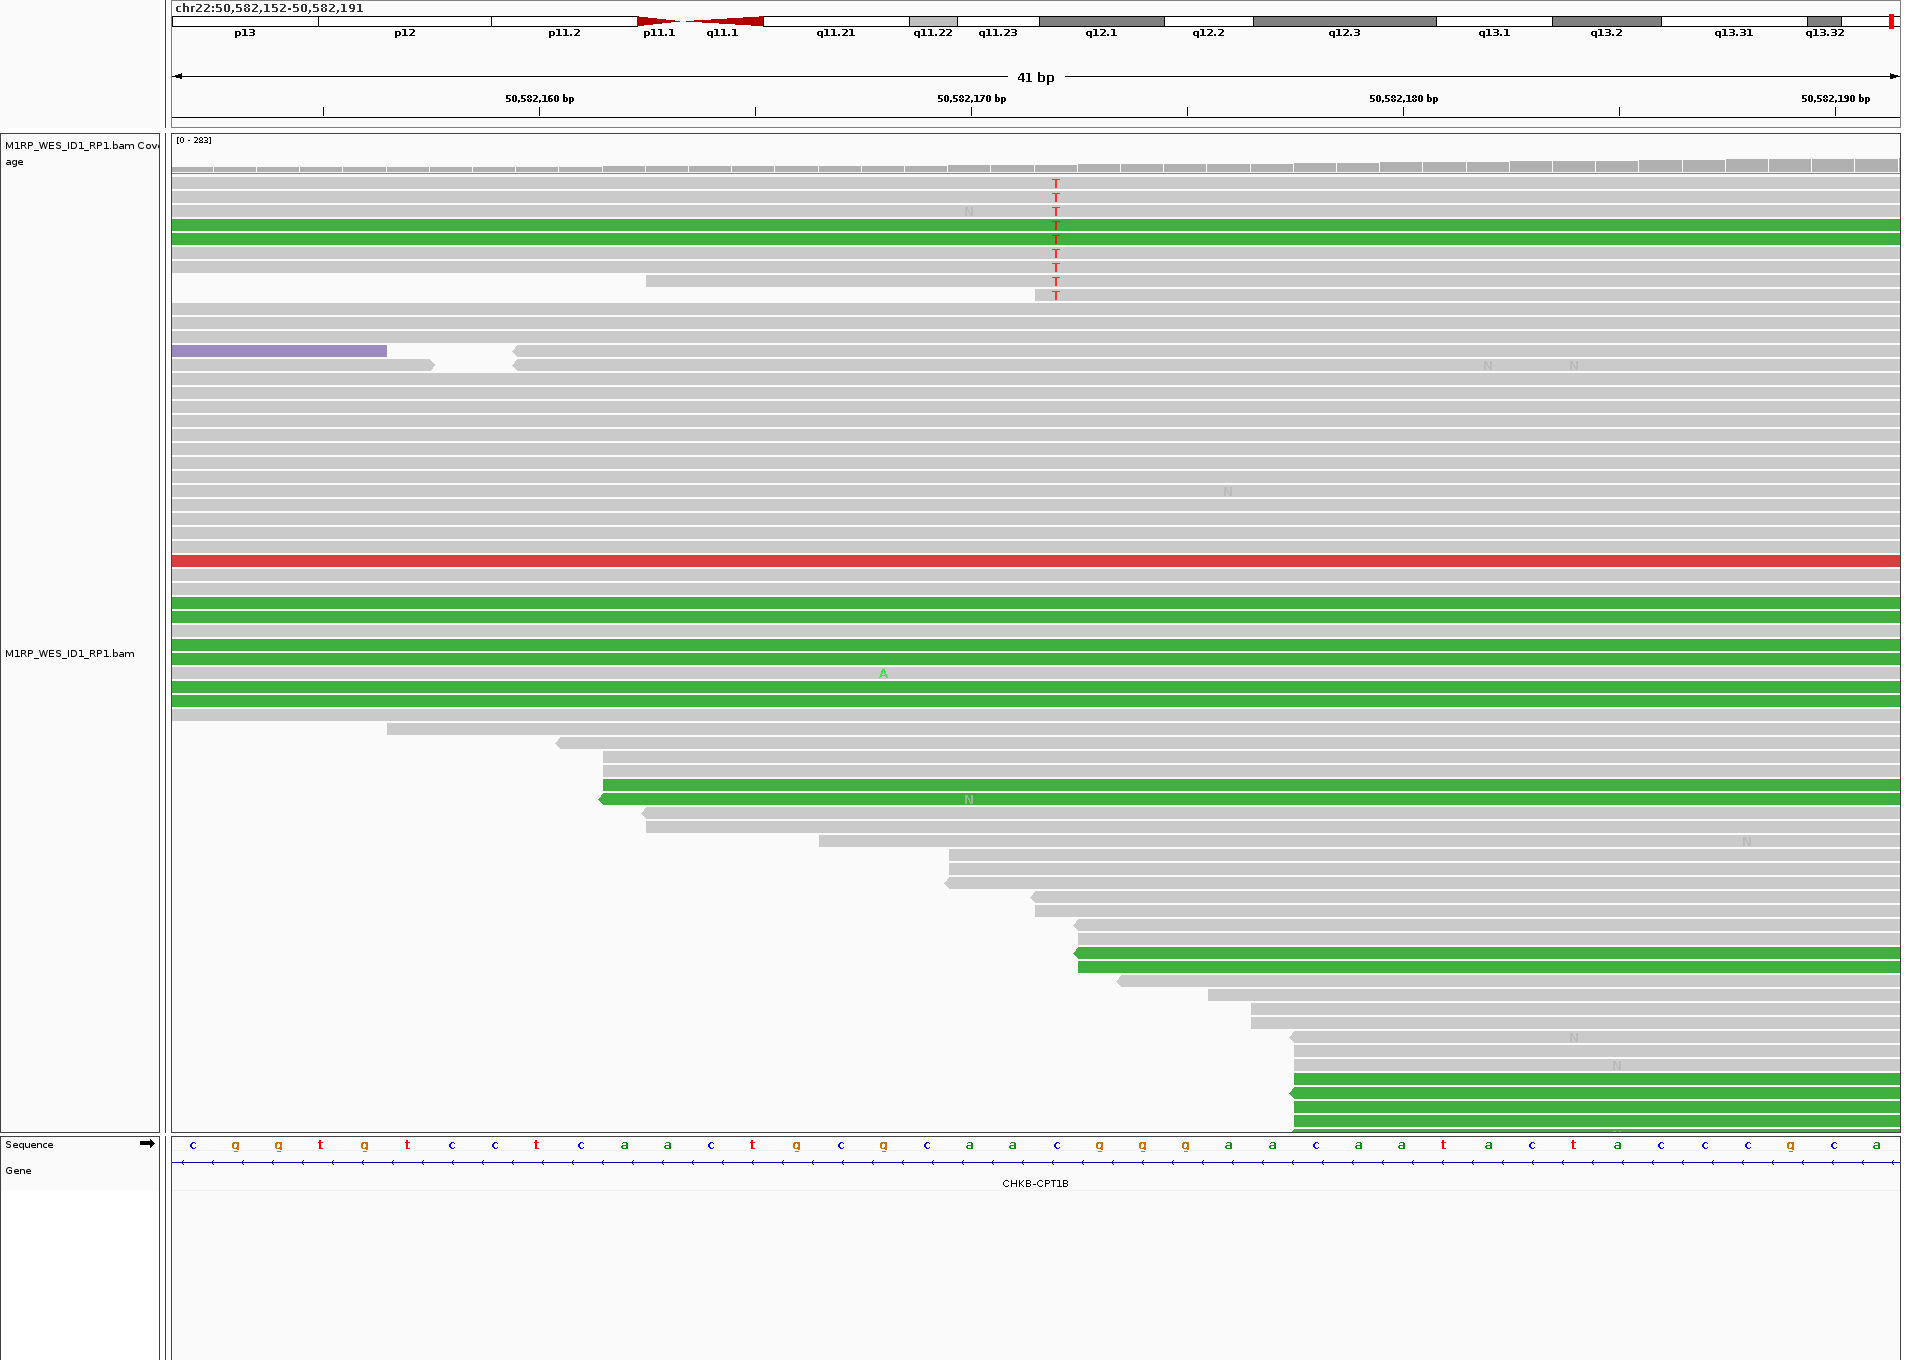 chr22:50,582,152-50,582,191
p13 p12 p11.2 p11.1 q11.1 q11.21 q11.22 q11.23 q12.1 q12.2 q12.3 q13.1 q13.2 q13.31 q13.32
41 bp
50,582,160 bp 50,582,170 bp 50,582,180 bp 50,582,190 bp
M1RP_WES_ID1_RP1.bam Cov
age
[0 - 283]
T
T
N T
T
T
T
T
T
T
N N
N
M1RP_WES_ID1_RP1.bam
A
N
N
N
N
Sequence c g g t g t c c t c a a c t g c g c a a c g g g a a c a a t a c t a c c c g c a
Gene
CHKB-CPT1B